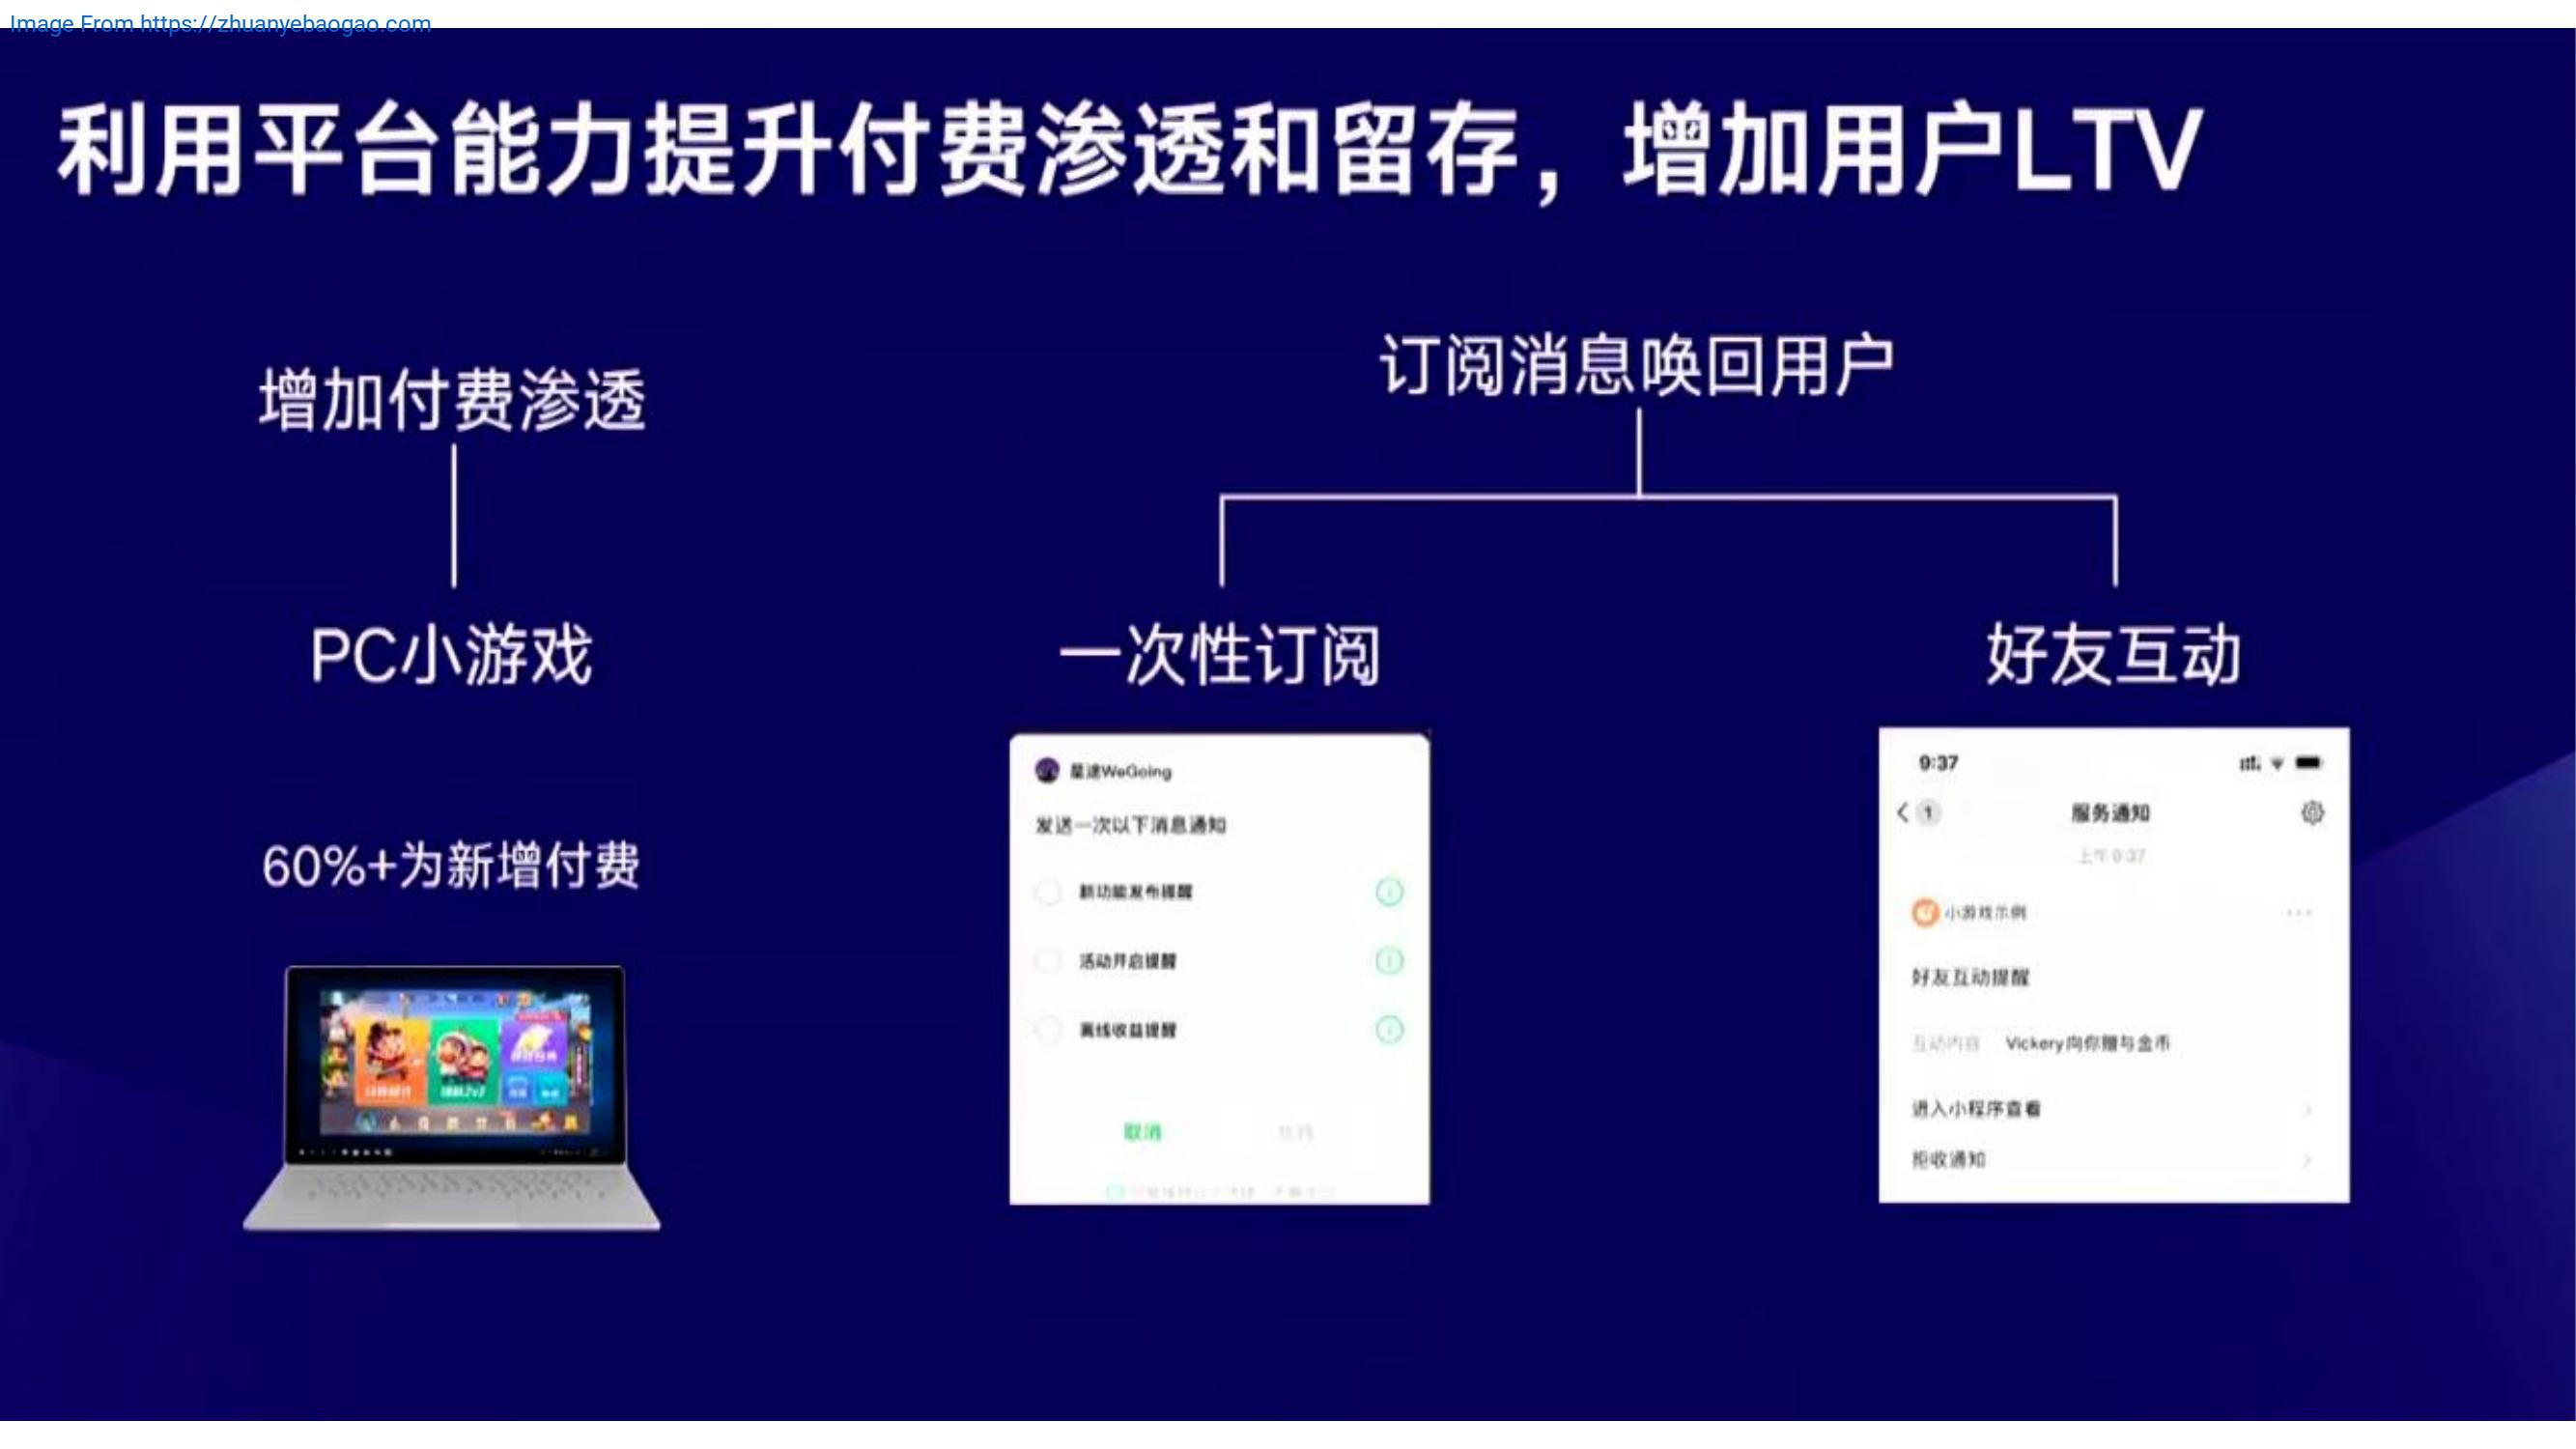 Image From https://zhuanyebaogao.com
利用平台能力提升付费渗透和留存，增加用户LTV
增加付费渗透
PC小游戏
60%+为新增付费
订阅消息唤回用户
一次性订阅
星途WeGoing
发送一次以下消息通知
新功能发布提醒
活动开启提醒
离线收益提醒
取消
好友互动
9:37
1
服务通知
上午9:37
小游戏示例
好友互动提醒
互动内容 Vickery向你赠与金币
进入小程序查看
拒收通知